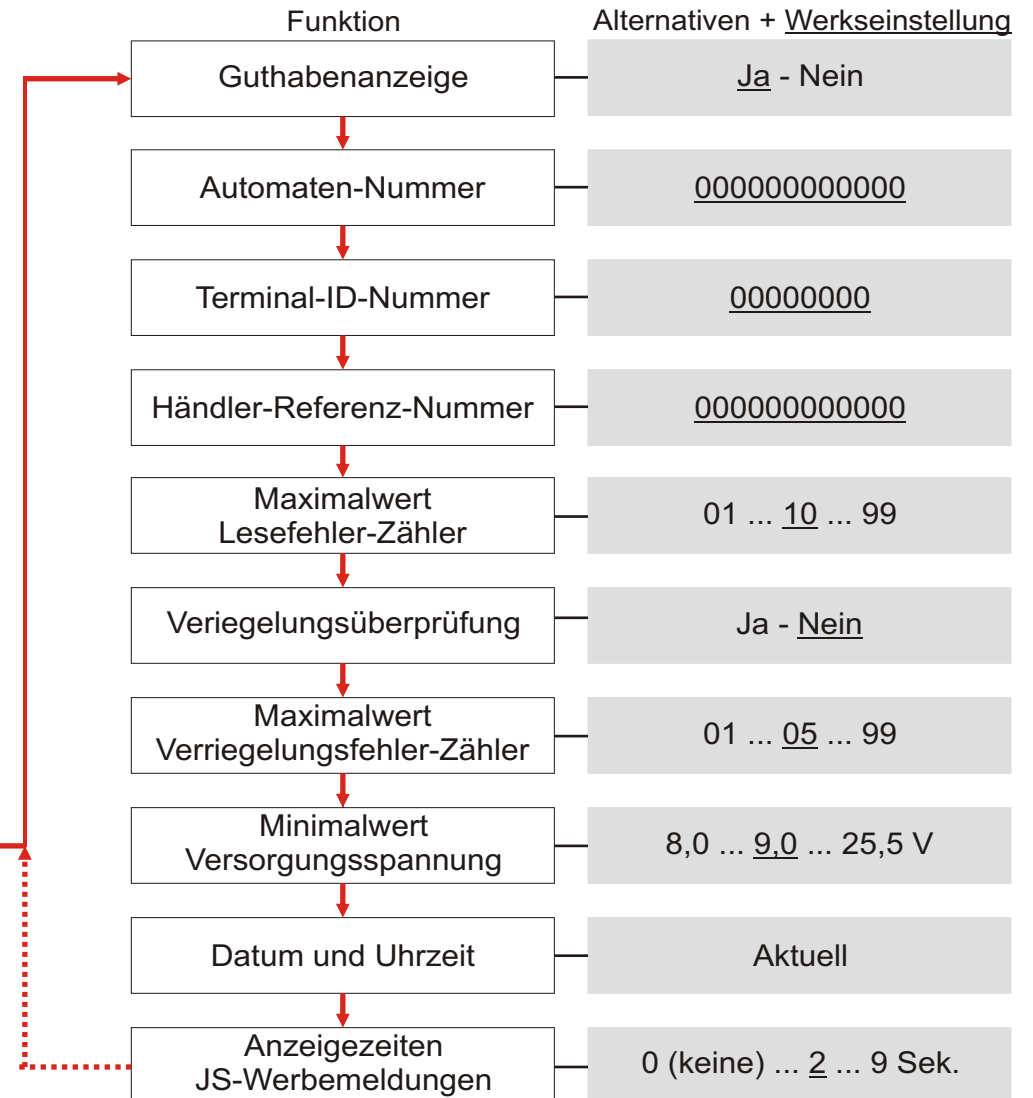 Funktion Alternativen + Werkseinstellung
Guthabenanzeige Ja - Nein
Automaten-Nummer 000000000000
Terminal-ID-Nummer 00000000
Händler-Referenz-Nummer 000000000000
Maximalwert
Lesefehler-Zähler 01 ... 10 ... 99
Veriegelungsüberprüfung Ja - Nein
Maximalwert
Verriegelungsfehler-Zähler 01 ... 05 ... 99
Minimalwert
Versorgungsspannung 8,0 ... 9,0 ... 25,5 V
Datum und Uhrzeit Aktuell
Anzeigezeiten
JS-Werbemeldungen 0 (keine) ... 2 ... 9 Sek.